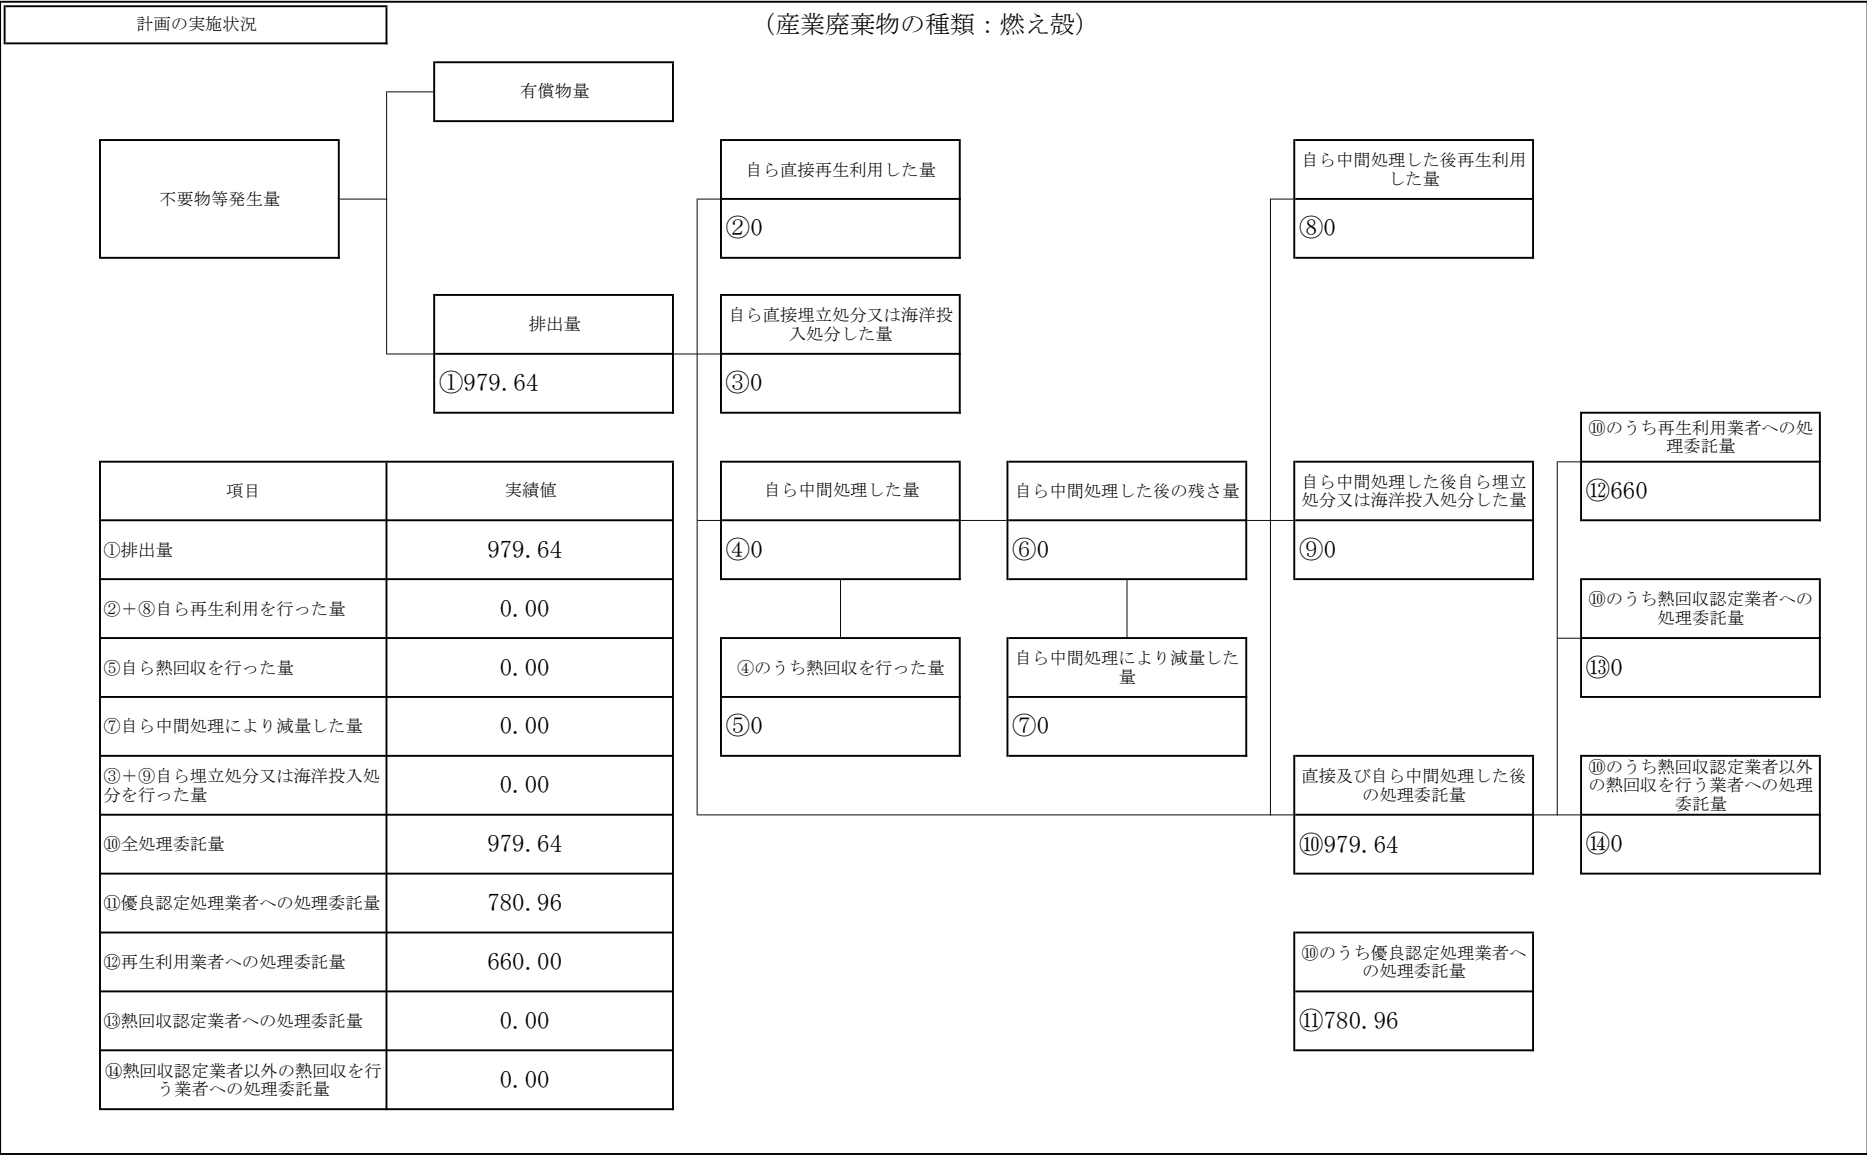 計画の実施状況
（産業廃棄物の種類：燃え殻）
有償物量
不要物等発生量
自ら直接再生利用した量
②0
自ら中間処理した後再生利用
した量
⑧0
排出量
①979.64
自ら直接埋立処分又は海洋投
入処分した量
③0
⑩のうち再生利用業者への処
理委託量
⑫660
自ら中間処理した量
④0
自ら中間処理した後の残さ量
⑥0
自ら中間処理した後自ら埋立
処分又は海洋投入処分した量
⑨0
⑩のうち熱回収認定業者への
処理委託量
⑬0
④のうち熱回収を行った量
⑤0
自ら中間処理により減量した
量
⑦0
直接及び自ら中間処理した後
の処理委託量
⑩979.64
⑩のうち熱回収認定業者以外
の熱回収を行う業者への処理
委託量
⑭0
⑩のうち優良認定処理業者へ
の処理委託量
⑪780.96
項目 実績値
①排出量 979.64
②＋⑧自ら再生利用を行った量 0.00
⑤自ら熱回収を行った量 0.00
⑦自ら中間処理により減量した量 0.00
③＋⑨自ら埋立処分又は海洋投入処
分を行った量 0.00
⑩全処理委託量 979.64
⑪優良認定処理業者への処理委託量 780.96
⑫再生利用業者への処理委託量 660.00
⑬熱回収認定業者への処理委託量 0.00
⑭熱回収認定業者以外の熱回収を行
う業者への処理委託量 0.00